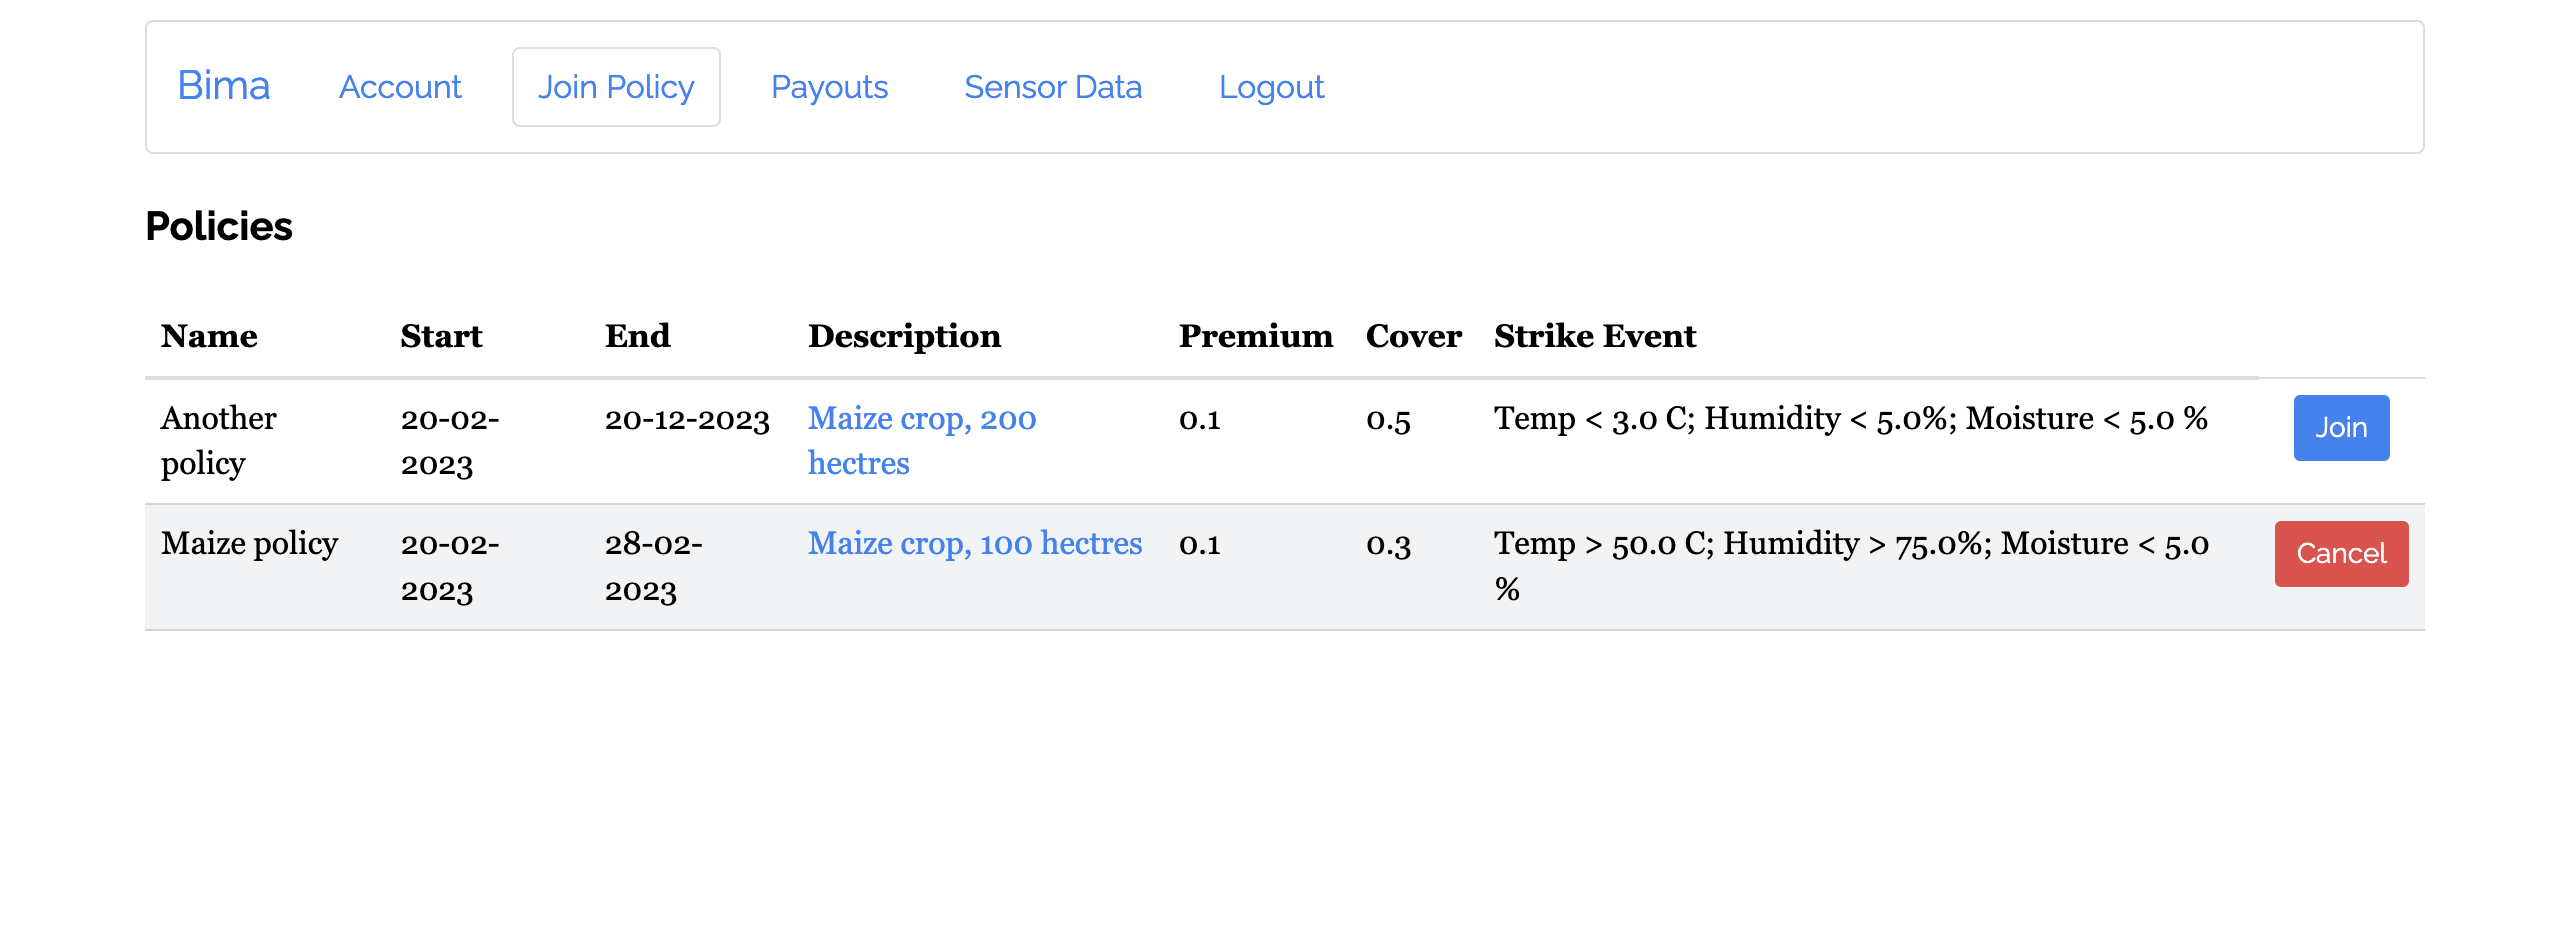 Bima Account Join Policy Payouts Sensor Data Logout
Policies
Name Start End Description Premium Cover Strike Event
Another policy 20-02-2023 20-12-2023 Maize crop, 200 hectres 0.1 0.5 Temp < 3.0 C; Humidity < 5.0%; Moisture < 5.0 % Join
Maize policy 20-02-2023 28-02-2023 Maize crop, 100 hectres 0.1 0.3 Temp > 50.0 C; Humidity > 75.0%; Moisture < 5.0 % Cancel